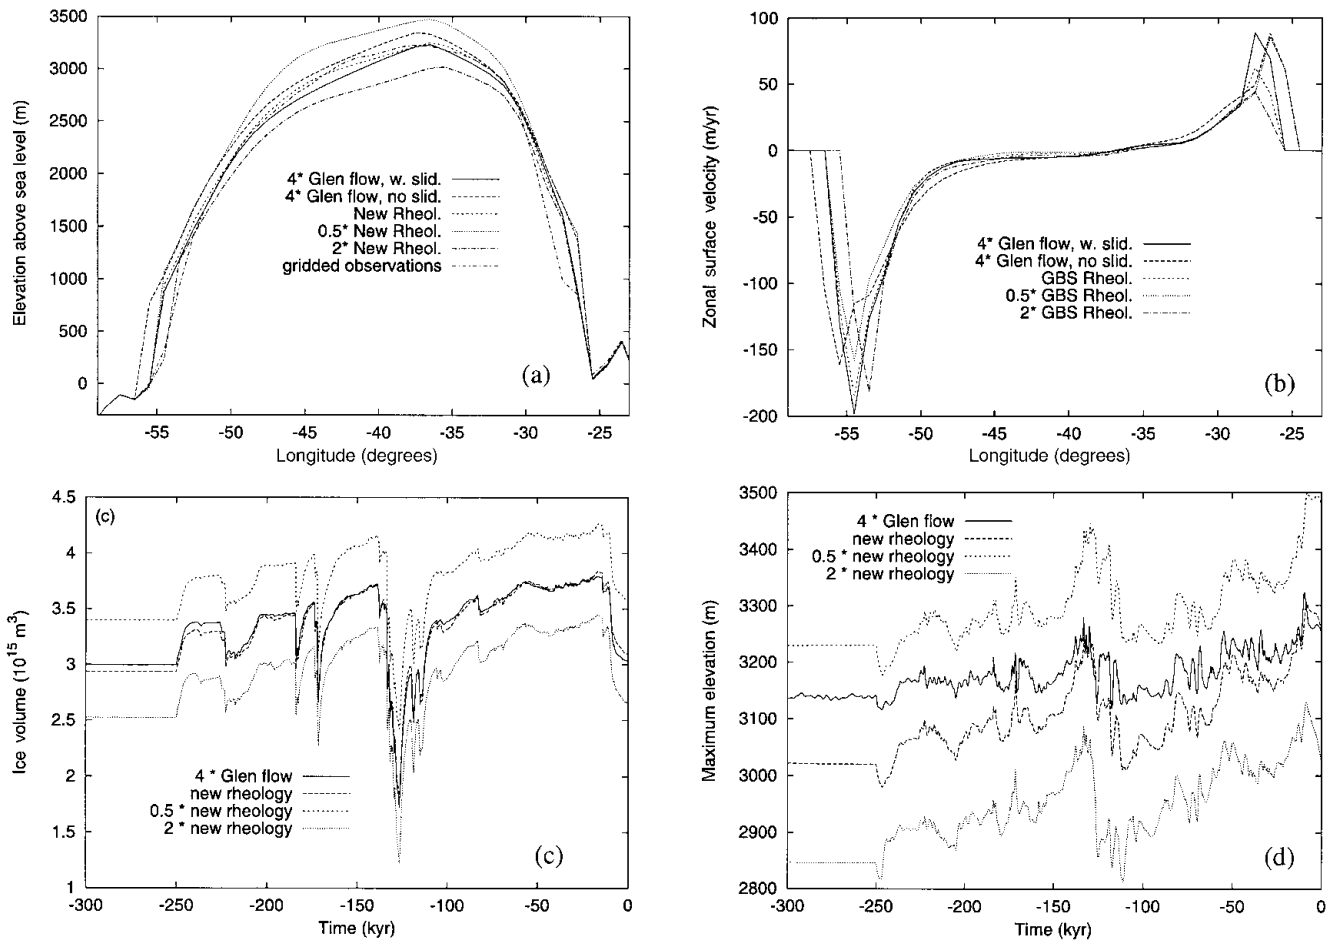 3500
3000
2500
2000
1500
1000
500
0
Elevation above sea level (m)
4* Glen flow, w. slid.
4* Glen flow, no slid.
New Rheol.
0.5* New Rheol.
2* New Rheol.
gridded observations
(a)
-55 -50 -45 -40 -35 -30 -25
Longitude (degrees)
100
50
0
-50
-100
-150
-200
Zonal surface velocity (m/yr)
4* Glen flow, w. slid.
4* Glen flow, no slid.
GBS Rheol.
0.5* GBS Rheol.
2* GBS Rheol.
(b)
-55 -50 -45 -40 -35 -30 -25
Longitude (degrees)
4.5
4
3.5
3
2.5
2
1.5
1
Ice volume (10^15 m^3)
(c)
4 * Glen flow
new rheology
0.5 * new rheology
2 * new rheology
(c)
-300 -250 -200 -150 -100 -50 0
Time (kyr)
3500
3400
3300
3200
3100
3000
2900
2800
Maximum elevation (m)
4 * Glen flow
new rheology
0.5 * new rheology
2 * new rheology
(d)
-300 -250 -200 -150 -100 -50 0
Time (kyr)